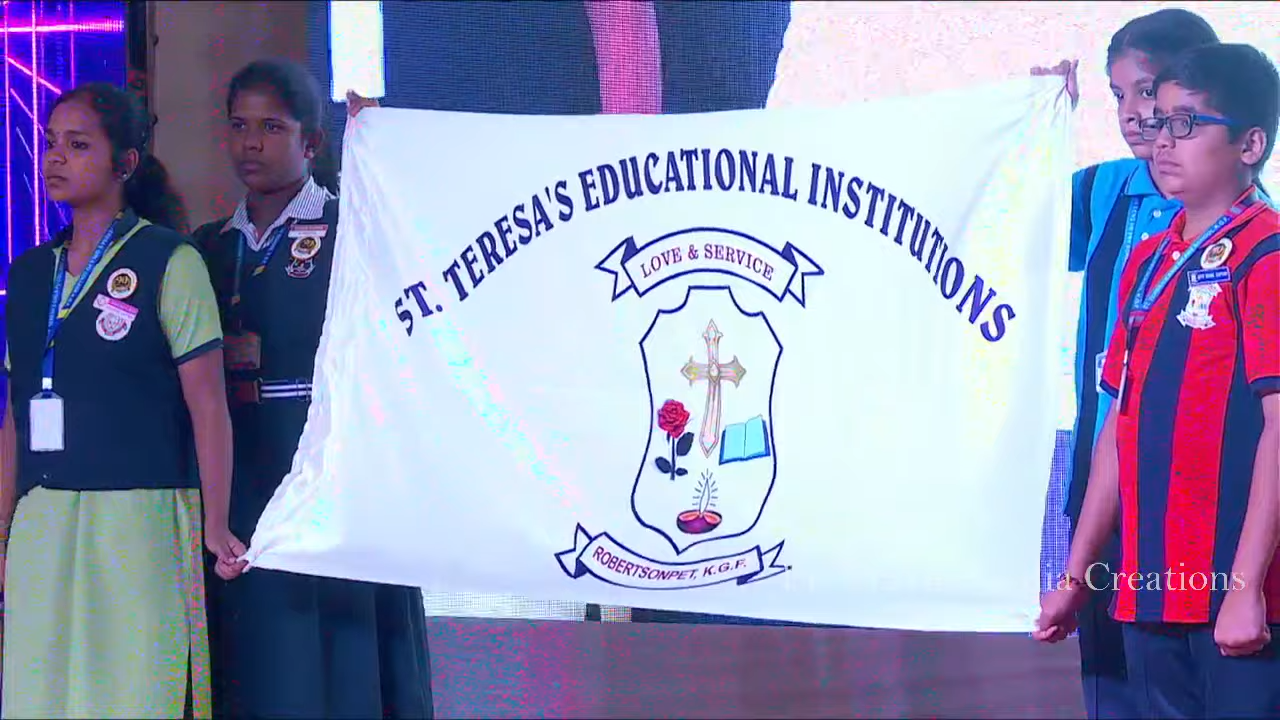 ST. TERESA'S EDUCATIONAL INSTITUTIONS
LOVE & SERVICE
ROBERTSONPET, K.G.F.
Creations